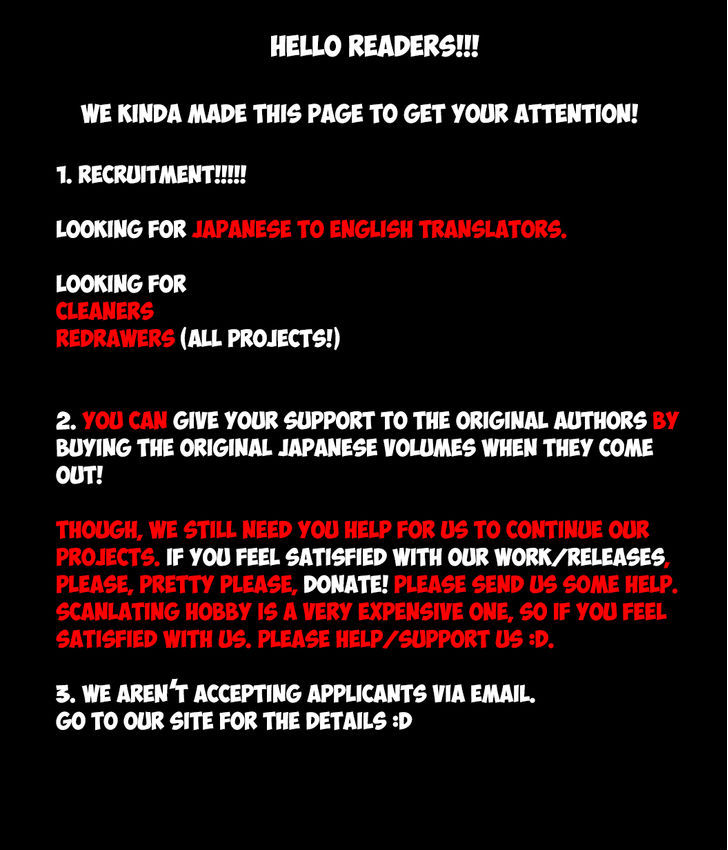 HELLO READERS!!!
WE KINDA MADE THIS PAGE TO GET YOUR ATTENTION!
1. RECRUITMENT!!!!!
LOOKING FOR JAPANESE TO ENGLISH TRANSLATORS.
LOOKING FOR
CLEANERS
REDRAWERS (ALL PROJECTS!)
2. YOU CAN GIVE YOUR SUPPORT TO THE ORIGINAL AUTHORS BY
BUYING THE ORIGINAL JAPANESE VOLUMES WHEN THEY COME
OUT!
THOUGH, WE STILL NEED YOU HELP FOR US TO CONTINUE OUR
PROJECTS. IF YOU FEEL SATISFIED WITH OUR WORK/RELEASES,
PLEASE, PRETTY PLEASE, DONATE! PLEASE SEND US SOME HELP.
SCANLATING HOBBY IS A VERY EXPENSIVE ONE, SO IF YOU FEEL
SATISFIED WITH US. PLEASE HELP/SUPPORT US :D.
3. WE AREN'T ACCEPTING APPLICANTS VIA EMAIL.
GO TO OUR SITE FOR THE DETAILS :D